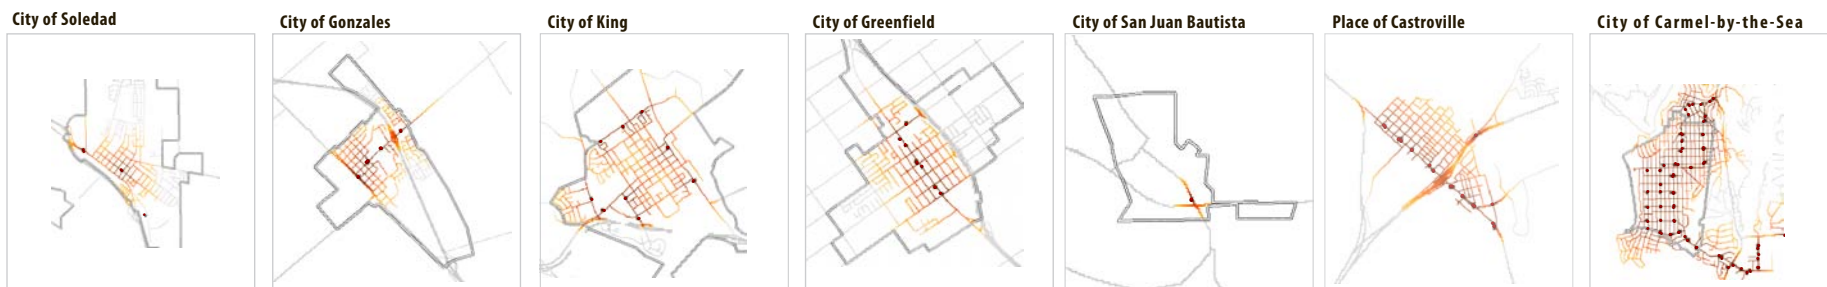 City of Soledad
City of Gonzales
City of King
City of Greenfield
City of San Juan Bautista
Place of Castroville
City of Carmel-by-the-Sea